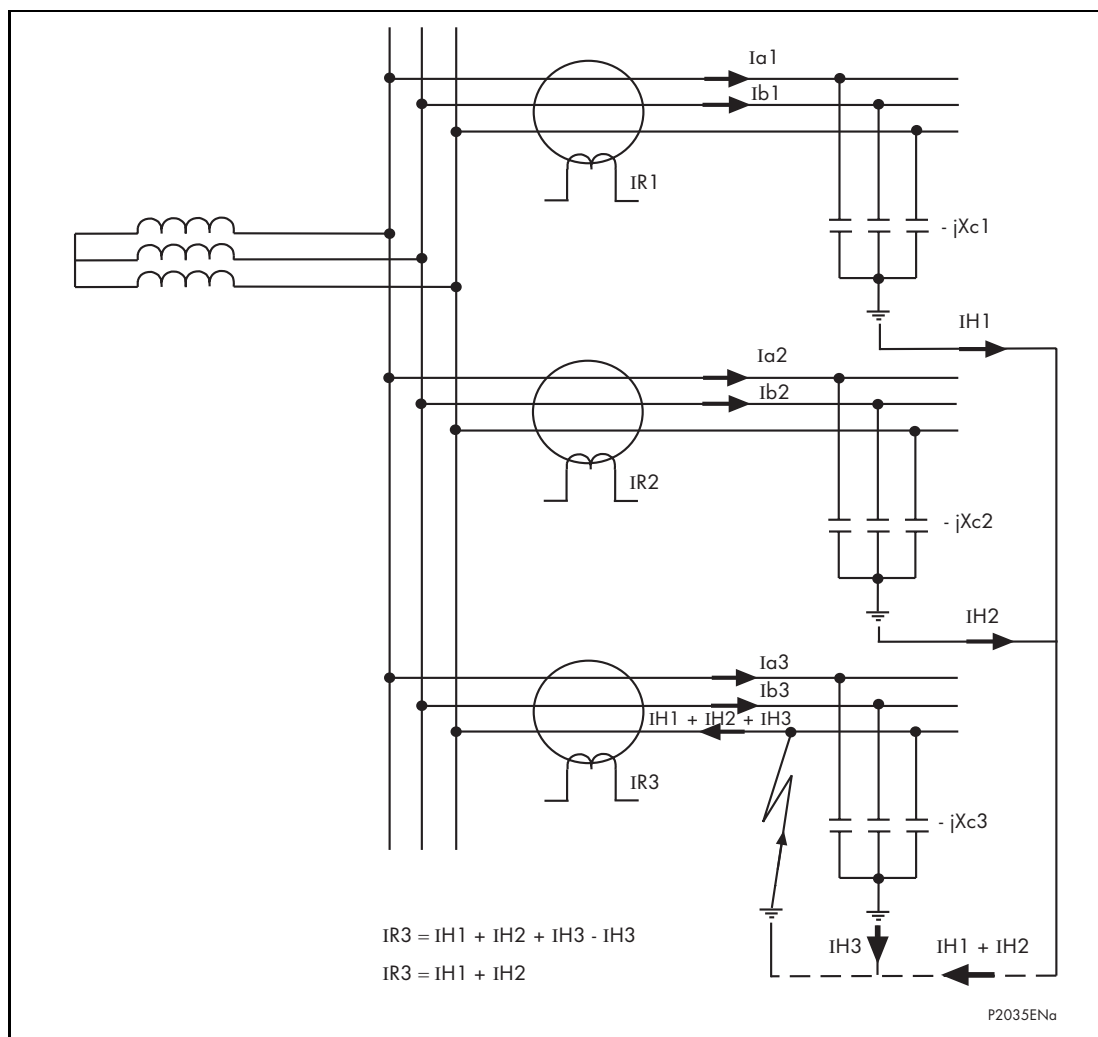 Ia1
Ib1
IR1
- jXc1
IH1
Ia2
Ib2
IR2
- jXc2
IH2
Ia3
Ib3
IH1 + IH2 + IH3
IR3
- jXc3
IR3 = IH1 + IH2 + IH3 - IH3
IH3
IH1 + IH2
IR3 = IH1 + IH2
P2035ENa